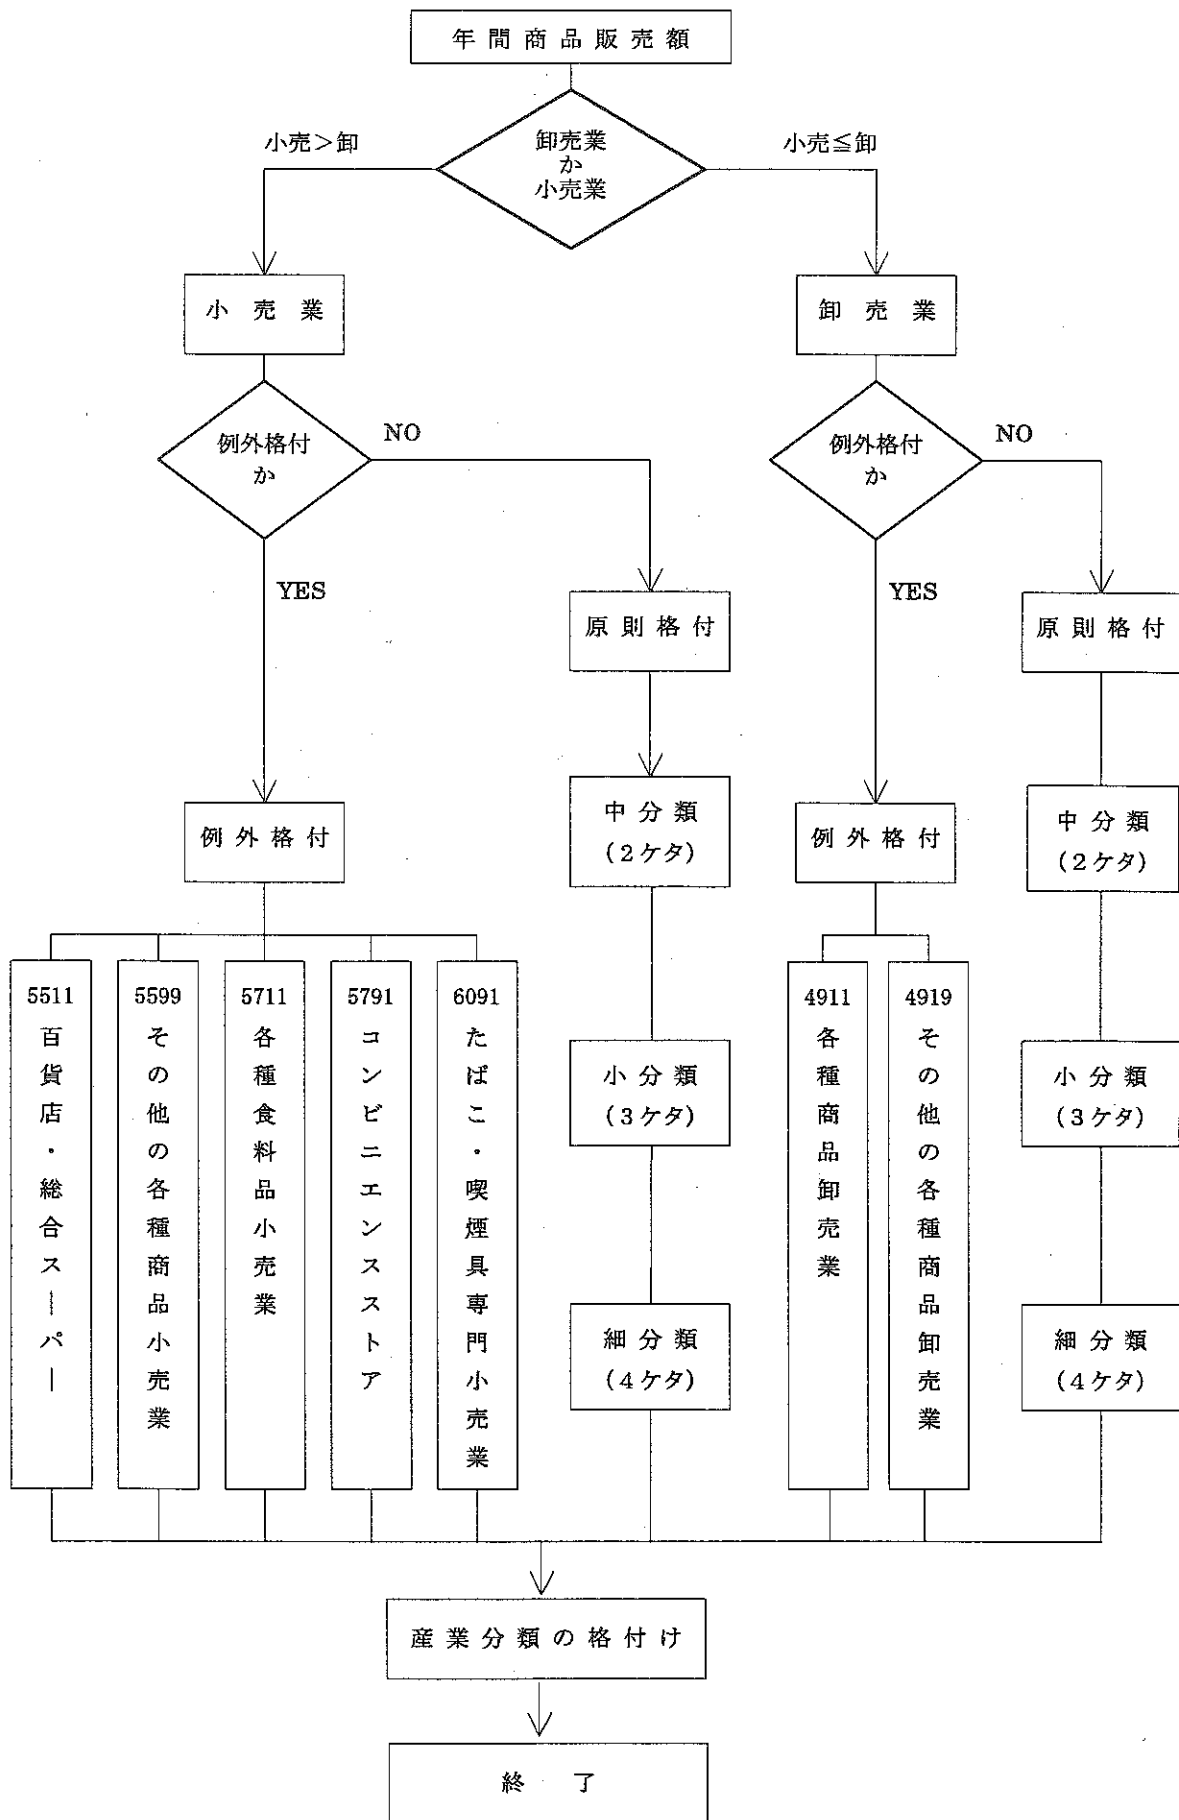 年間商品販売額
卸売業
か
小売業
小売＞卸
小売≦卸
小売業
卸売業
例外格付
か
NO
YES
例外格付
か
NO
YES
原則格付
原則格付
中分類
(2ケタ)
中分類
(2ケタ)
例外格付
例外格付
5511
百貨店・総合スーパー
5599
その他の各種商品小売業
5711
各種食料品小売業
5791
コンビニエンスストア
6091
たばこ・喫煙具専門小売業
小分類
(3ケタ)
細分類
(4ケタ)
4911
各種商品卸売業
4919
その他の各種商品卸売業
小分類
(3ケタ)
細分類
(4ケタ)
産業分類の格付け
終了